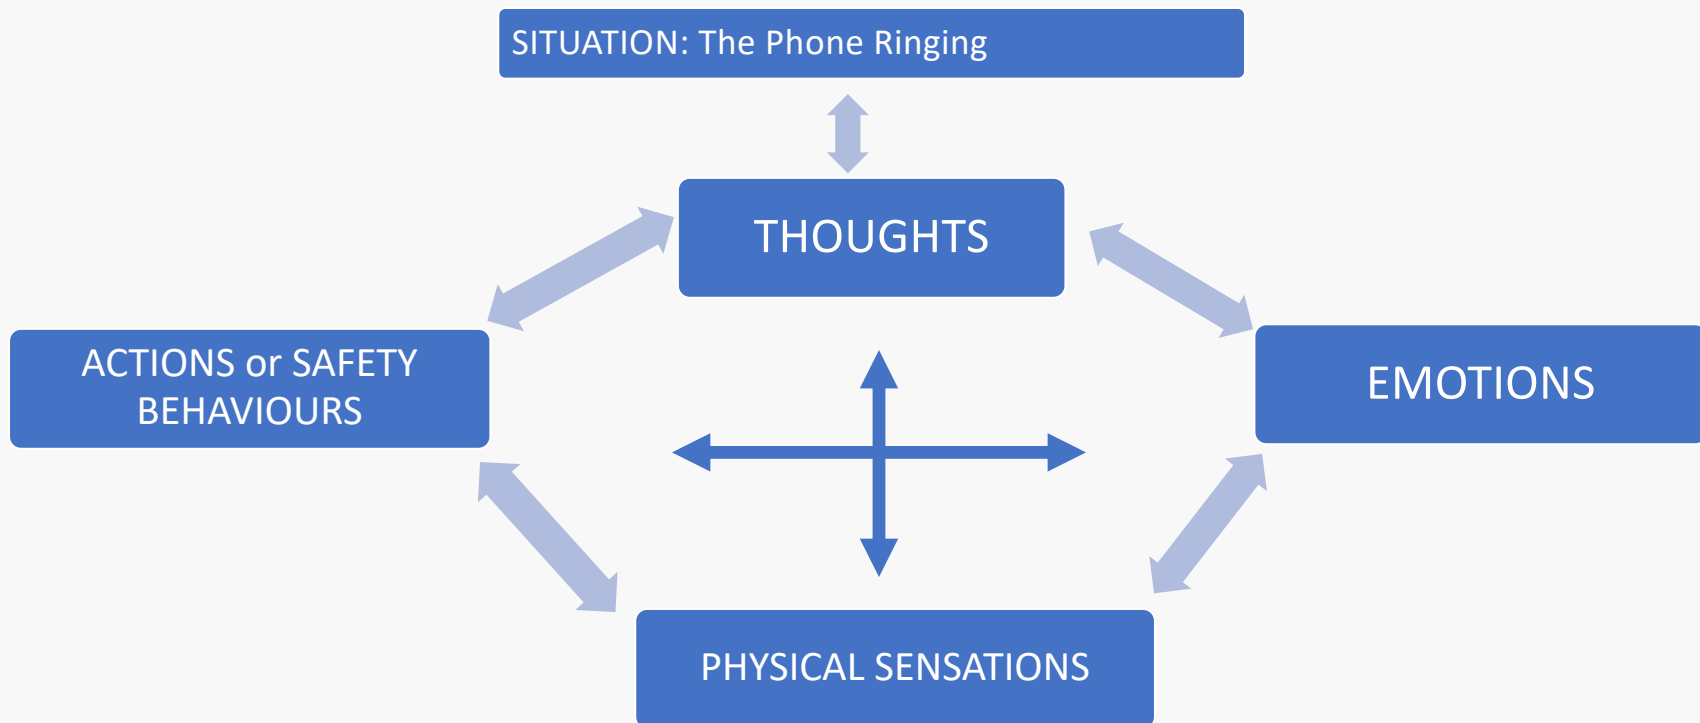 SITUATION: The Phone Ringing
THOUGHTS
ACTIONS or SAFETY
BEHAVIOURS
EMOTIONS
PHYSICAL SENSATIONS